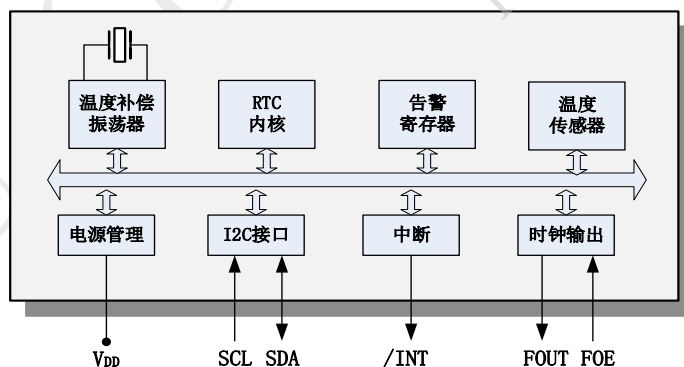 温度补偿
振荡器
RTC
内核
告警
寄存器
温度
传感器
电源管理
I2C接口
中断
时钟输出
VDD
SCL SDA
/INT
FOUT FOE